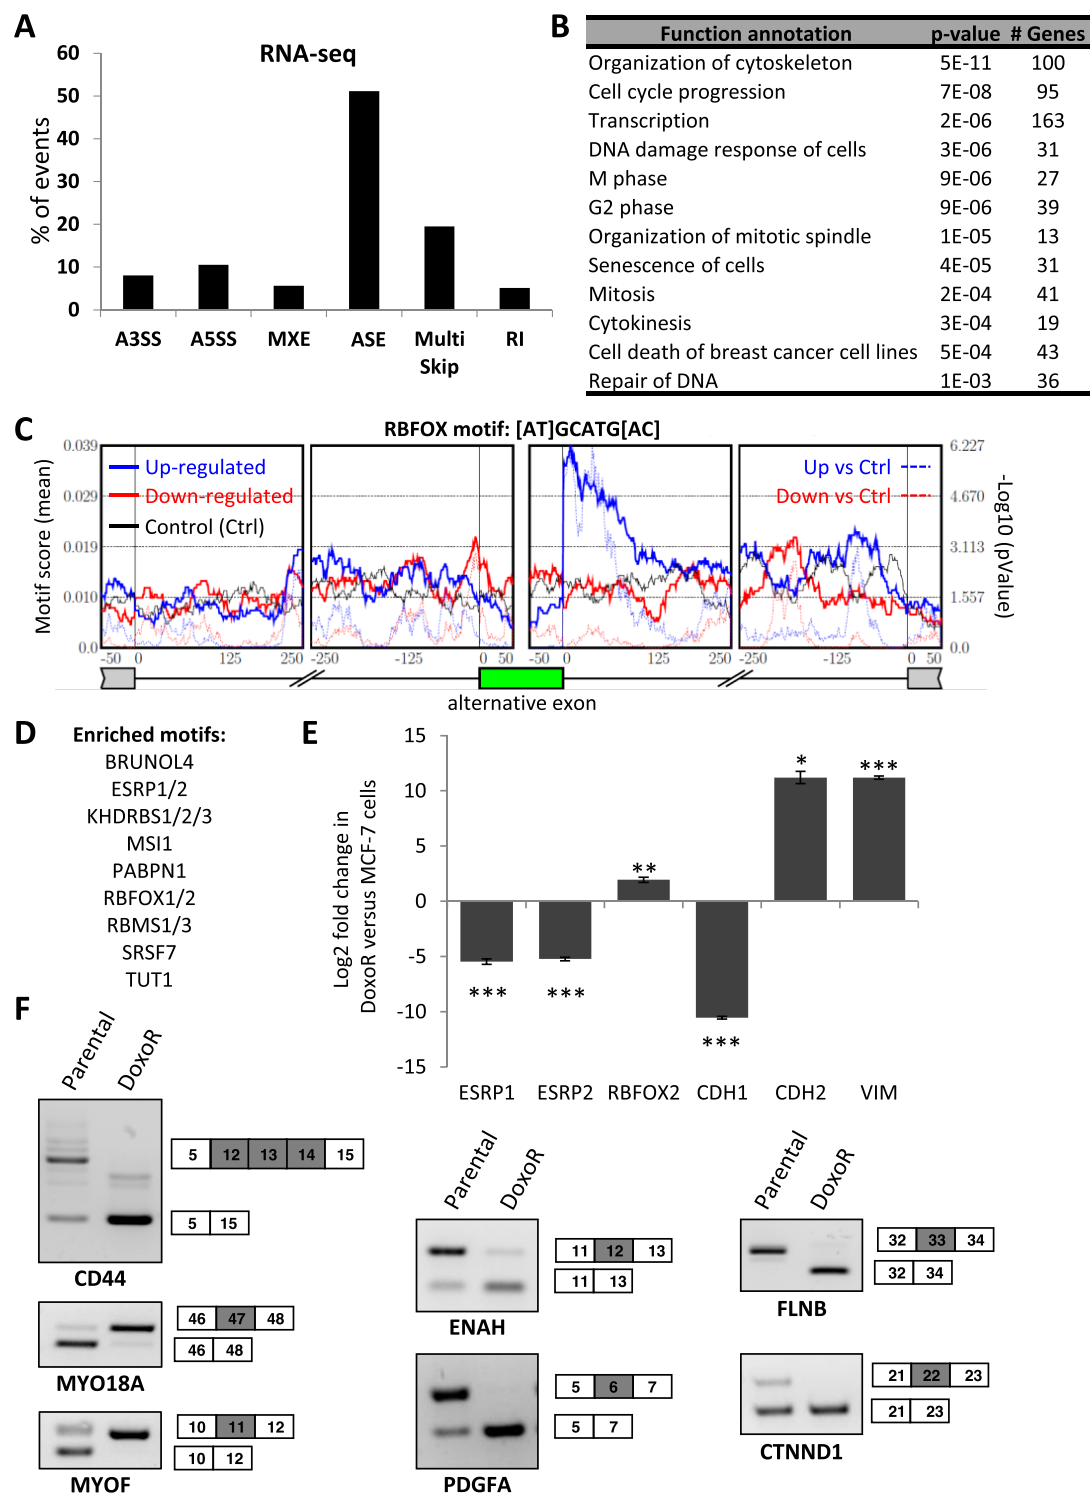 A
RNA-seq
% of events
60
50
40
30
20
10
0
A3SS A5SS MXE ASE Multi Skip RI
B
Function annotation p-value # Genes
Organization of cytoskeleton 5E-11 100
Cell cycle progression 7E-08 95
Transcription 2E-06 163
DNA damage response of cells 3E-06 31
M phase 9E-06 27
G2 phase 9E-06 39
Organization of mitotic spindle 1E-05 13
Senescence of cells 4E-05 31
Mitosis 2E-04 41
Cytokinesis 3E-04 19
Cell death of breast cancer cell lines 5E-04 43
Repair of DNA 1E-03 36
C
RBFOX motif: [AT]GCATG[AC]
Motif score (mean)
0.039
0.029
0.019
0.010
0.0
Up-regulated
Down-regulated
Control (Ctrl)
Up vs Ctrl
Down vs Ctrl
6.227
4.670
3.113
1.557
0.0
-Log10 (pValue)
-50 0 125 250 -250 -125 0 50 -50 0 125 250 -250 -125 0 50
alternative exon
D
Enriched motifs:
BRUNOL4
ESRP1/2
KHDRBS1/2/3
MSI1
PABPN1
RBFOX1/2
RBMS1/3
SRSF7
TUT1
E
Log2 fold change in
DoxoR versus MCF-7 cells
15
10
5
0
-5
-10
-15
*** *** ** *** * ***
ESRP1 ESRP2 RBFOX2 CDH1 CDH2 VIM
F
Parental DoxoR
5 12 13 14 15
5 15
CD44
46 47 48
46 48
MYO18A
10 11 12
10 12
MYOF
Parental DoxoR
11 12 13
11 13
ENAH
5 6 7
5 7
PDGFA
Parental DoxoR
32 33 34
32 34
FLNB
21 22 23
21 23
CTNND1